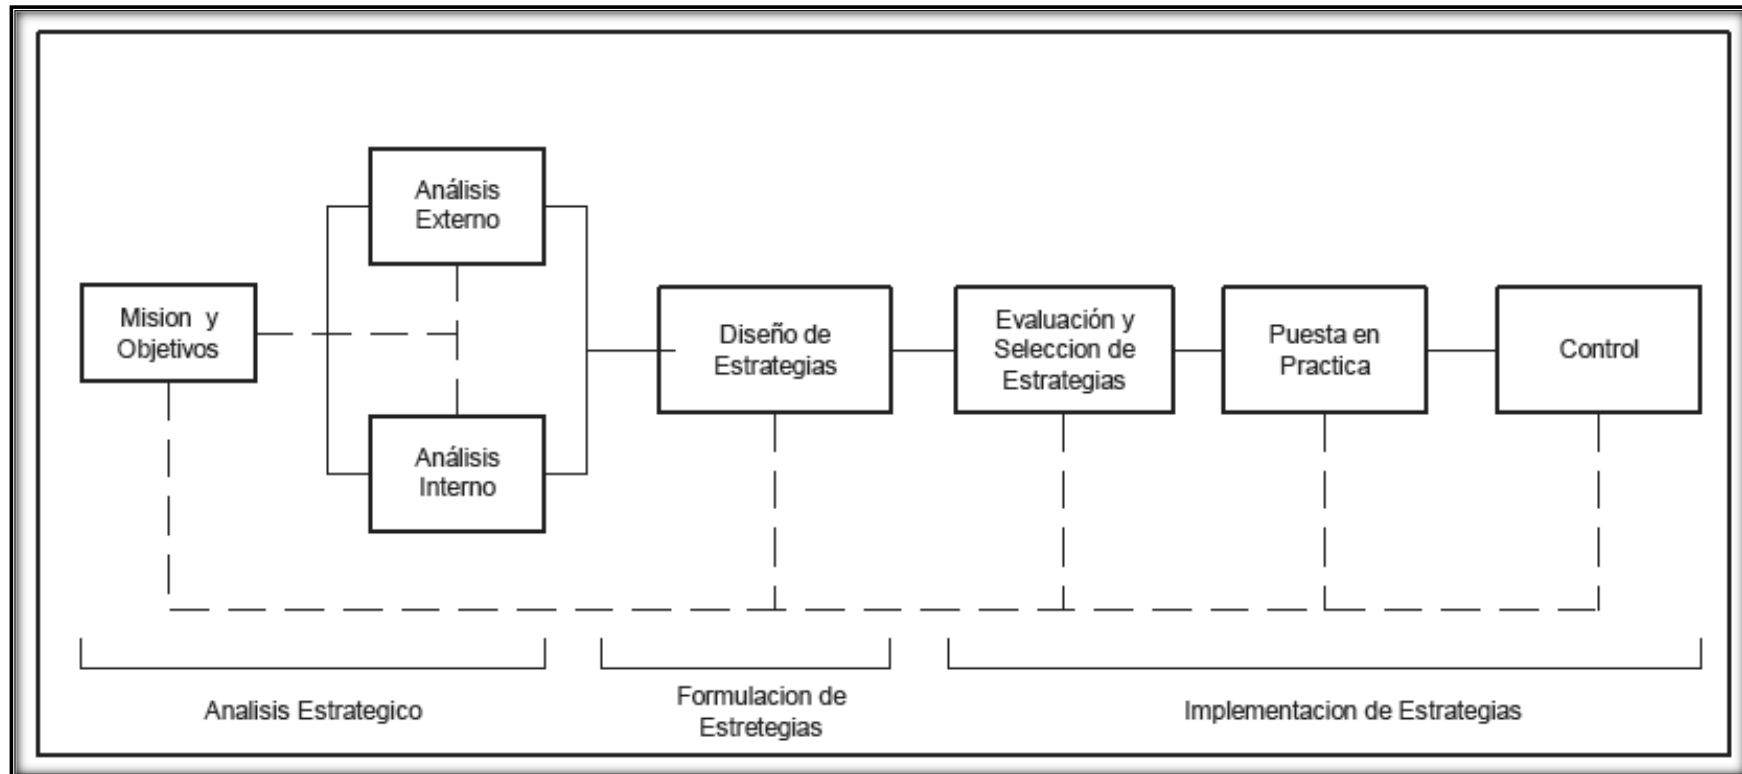 Análisis
Externo
Mision y
Objetivos
Análisis
Interno
Diseño de
Estrategias
Evaluación y
Seleccion de
Estrategias
Puesta en
Practica
Control
Analisis Estrategico
Formulacion de
Estretegias
Implementacion de Estrategias